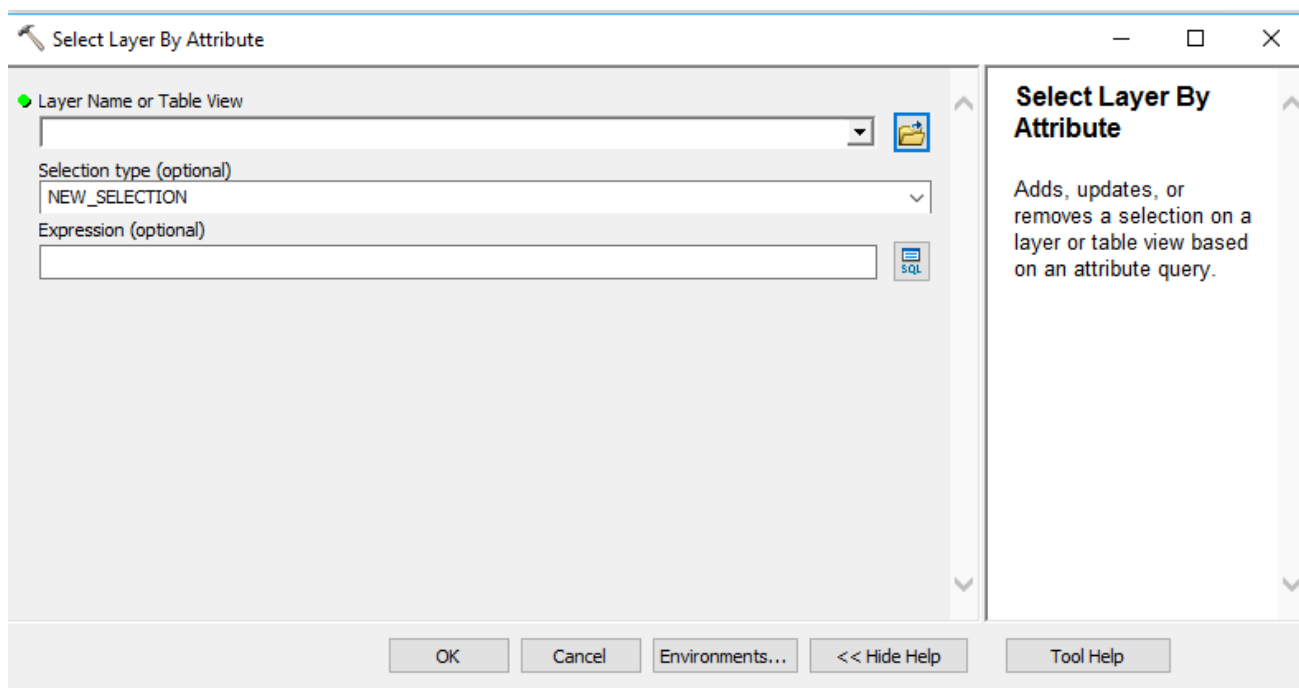 Select Layer By Attribute
Layer Name or Table View
Selection type (optional)
NEW_SELECTION
Expression (optional)
SQL
Select Layer By
Attribute
Adds, updates, or
removes a selection on a
layer or table view based
on an attribute query.
OK
Cancel
Environments...
<< Hide Help
Tool Help